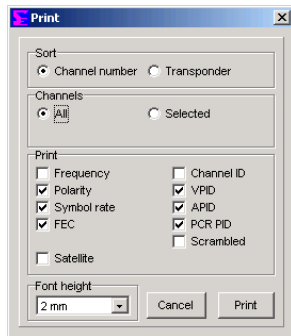 Print
Sort
Channel number Transponder
Channels
All Selected
Print
Frequency Channel ID
Polarity VPID
Symbol rate APID
FEC PCR PID
Scrambled
Satellite
Font height
2 mm Cancel Print